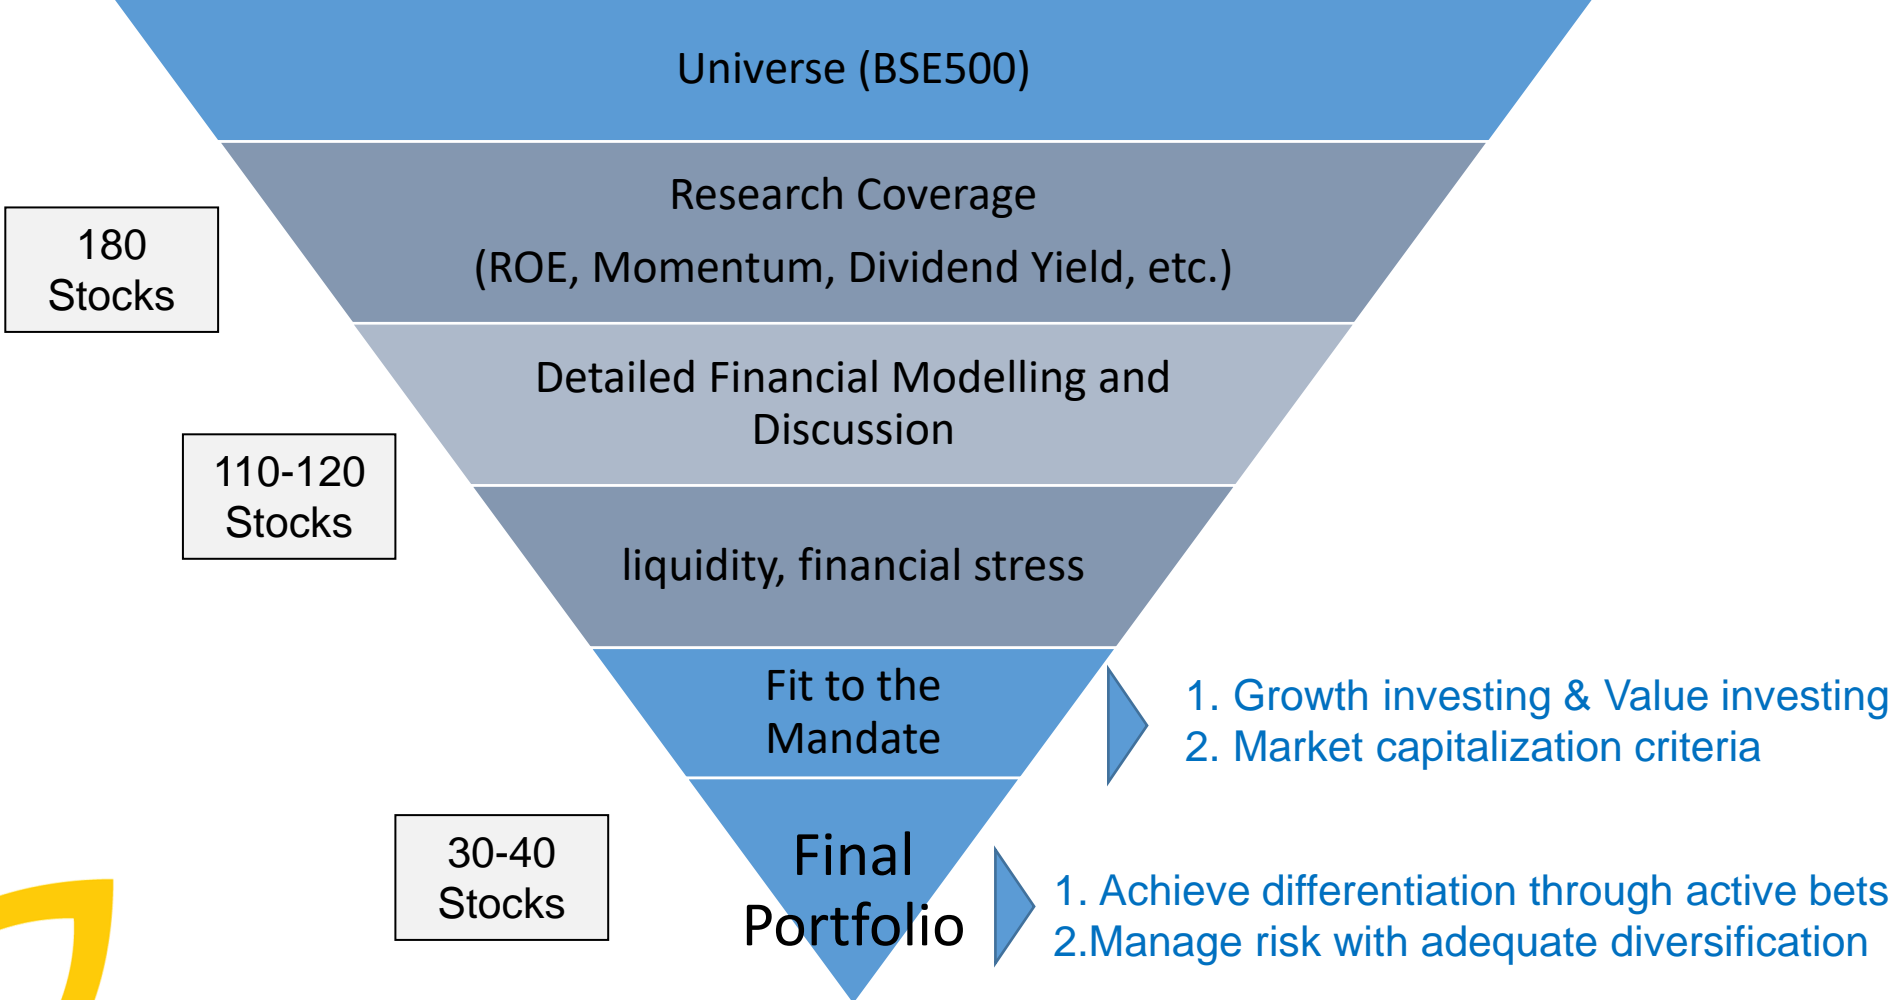 Universe (BSE500)
Research Coverage
(ROE, Momentum, Dividend Yield, etc.)
180
Stocks
Detailed Financial Modelling and
Discussion
110-120
Stocks
liquidity, financial stress
Fit to the
Mandate
1. Growth investing & Value investing
2. Market capitalization criteria
30-40
Stocks
Final
Portfolio
1. Achieve differentiation through active bets
2.Manage risk with adequate diversification